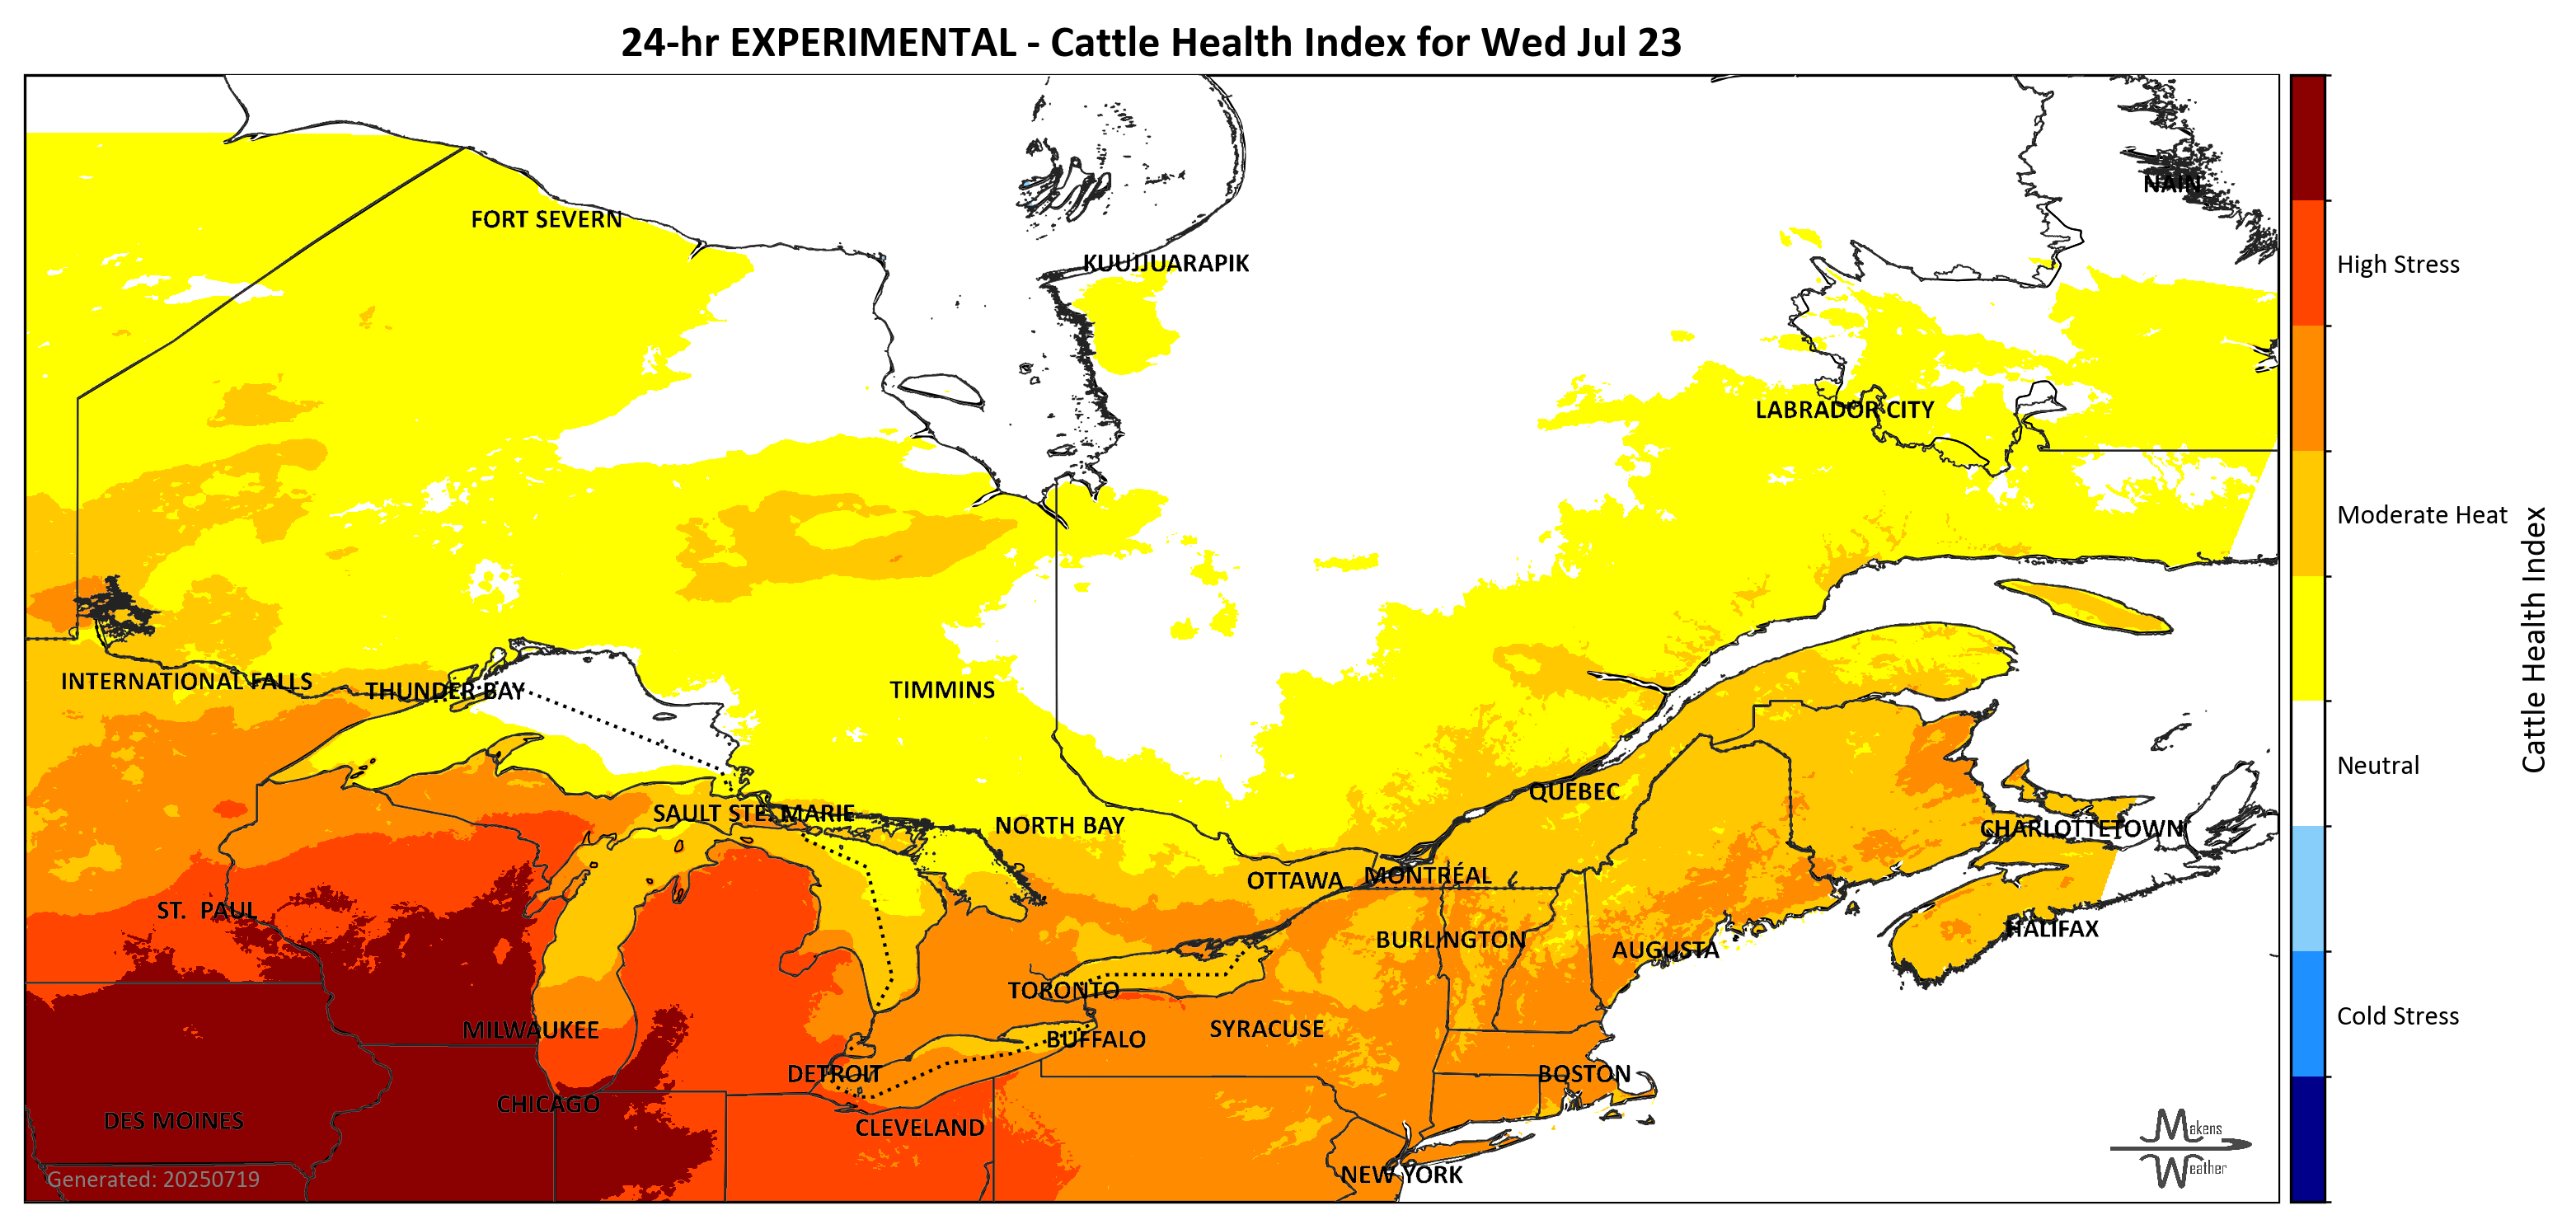 24-hr EXPERIMENTAL - Cattle Health Index for Wed Jul 23
NAIN
FORT SEVERN
KUUJJUARAPIK
High Stress
LABRADOR CITY
Moderate Heat
Cattle Health Index
INTERNATIONAL FALLS
THUNDER BAY
TIMMINS
Neutral
QUEBEC
SAULT STE. MARIE
NORTH BAY
CHARLOTTETOWN
OTTAWA
MONTRÉAL
ST. PAUL
HALIFAX
BURLINGTON
AUGUSTA
TORONTO
Cold Stress
MILWAUKEE
SYRACUSE
BUFFALO
DETROIT
BOSTON
CHICAGO
DES MOINES
CLEVELAND
Makens
Weather
NEW YORK
Generated: 20250719